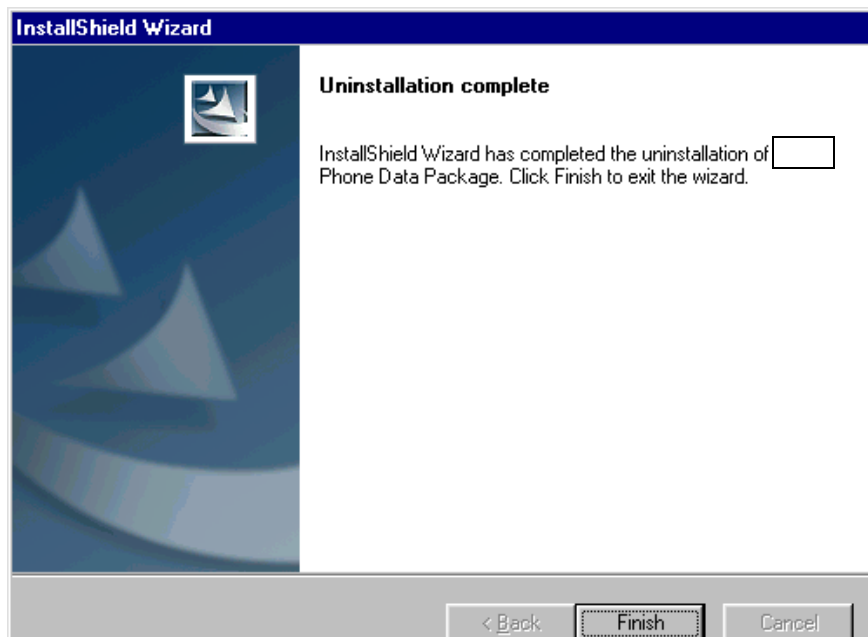 InstallShield Wizard
Uninstallation complete
InstallShield Wizard has completed the uninstallation of
Phone Data Package. Click Finish to exit the wizard.
< Back
Finish
Cancel